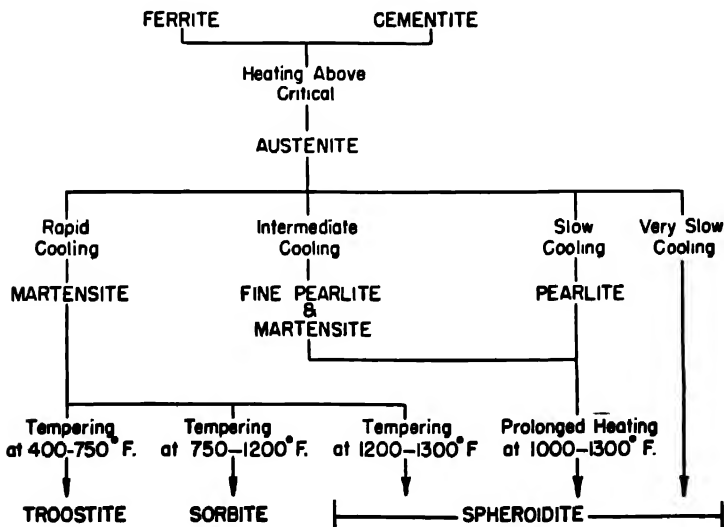 FERRITE CEMENTITE
Heating Above
Critical
AUSTENITE
Rapid
Cooling
Intermediate
Cooling
Slow
Cooling
Very Slow
Cooling
MARTENSITE
FINE PEARLITE
&
MARTENSITE
PEARLITE
Tempering
at 400-750° F.
Tempering
at 750-1200° F.
Tempering
at 1200-1300° F
Prolonged Heating
at 1000-1300° F.
TROOSTITE
SORBITE
SPHEROIDITE